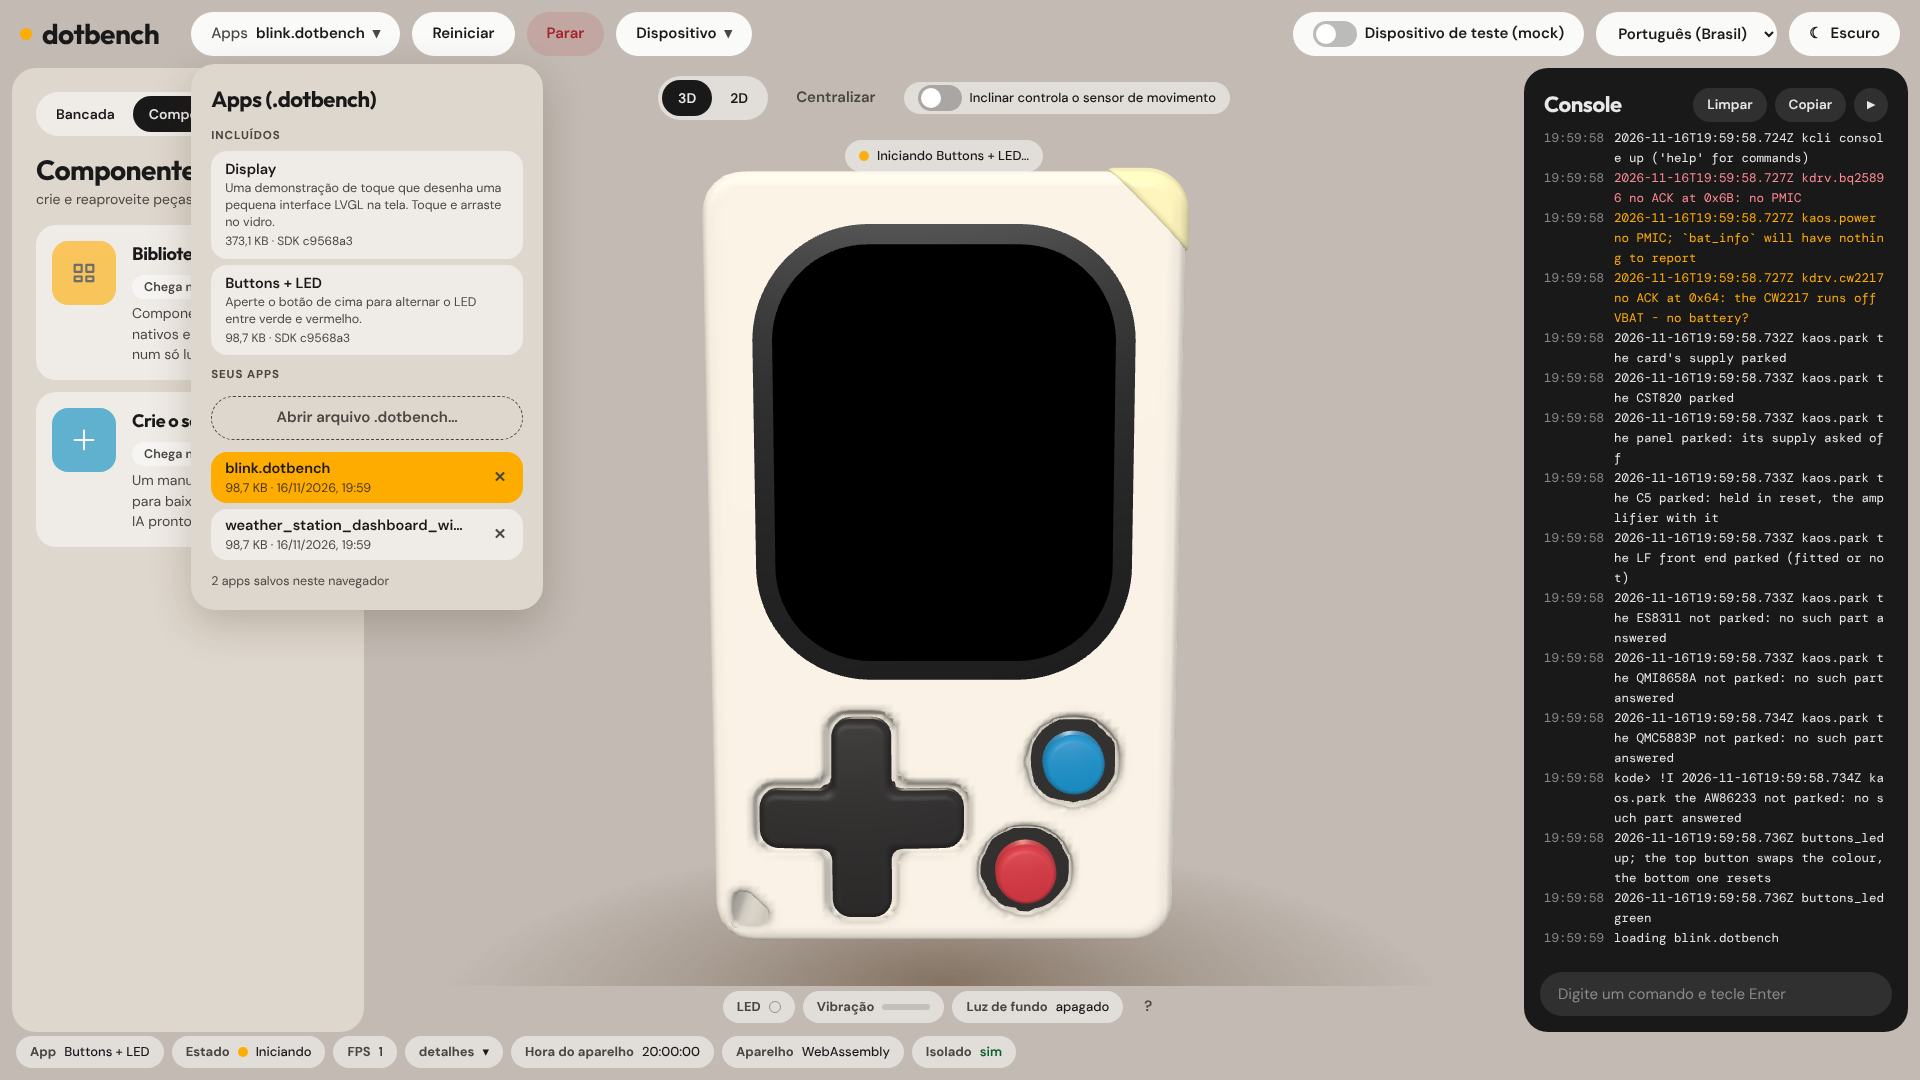 dotbench
Apps blink.dotbench ▾
Reiniciar
Parar
Dispositivo ▾
Dispositivo de teste (mock)
Português (Brasil)
☾ Escuro
Bancada
Compo
Componente
crie e reaproveite peças
Bibliote
Chega n
Compone
nativos e
num só lu
Crie o se
Chega n
Um manu
para baix
IA pronto
Apps (.dotbench)
INCLUÍDOS
Display
Uma demonstração de toque que desenha uma
pequena interface LVGL na tela. Toque e arraste
no vidro.
373,1 KB · SDK c9568a3
Buttons + LED
Aperte o botão de cima para alternar o LED
entre verde e vermelho.
98,7 KB · SDK c9568a3
SEUS APPS
Abrir arquivo .dotbench…
blink.dotbench
98,7 KB · 16/11/2026, 19:59
✕
weather_station_dashboard_wi…
98,7 KB · 16/11/2026, 19:59
✕
2 apps salvos neste navegador
3D
2D
Centralizar
Inclinar controla o sensor de movimento
Iniciando Buttons + LED…
Console
Limpar
Copiar
▶
19:59:58 2026-11-16T19:59:58.724Z kcli consol
e up ('help' for commands)
19:59:58 2026-11-16T19:59:58.727Z kdrv.bq2589
6 no ACK at 0x6B: no PMIC
19:59:58 2026-11-16T19:59:58.727Z kaos.power
no PMIC; `bat_info` will have nothin
g to report
19:59:58 2026-11-16T19:59:58.727Z kdrv.cw2217
no ACK at 0x64: the CW2217 runs off
VBAT - no battery?
19:59:58 2026-11-16T19:59:58.732Z kaos.park t
he card's supply parked
19:59:58 2026-11-16T19:59:58.733Z kaos.park t
he CST820 parked
19:59:58 2026-11-16T19:59:58.733Z kaos.park t
he panel parked: its supply asked of
f
19:59:58 2026-11-16T19:59:58.733Z kaos.park t
he C5 parked: held in reset, the amp
lifier with it
19:59:58 2026-11-16T19:59:58.733Z kaos.park t
he LF front end parked (fitted or no
t)
19:59:58 2026-11-16T19:59:58.733Z kaos.park t
he ES8311 not parked: no such part a
nswered
19:59:58 2026-11-16T19:59:58.733Z kaos.park t
he QMI8658A not parked: no such part
answered
19:59:58 2026-11-16T19:59:58.734Z kaos.park t
he QMC5883P not parked: no such part
answered
19:59:58 kode> !I 2026-11-16T19:59:58.734Z ka
os.park the AW86233 not parked: no s
uch part answered
19:59:58 2026-11-16T19:59:58.736Z buttons_led
up; the top button swaps the colour,
the bottom one resets
19:59:58 2026-11-16T19:59:58.736Z buttons_led
green
19:59:59 loading blink.dotbench
Digite um comando e tecle Enter
LED
Vibração
Luz de fundo apagado
?
App Buttons + LED
Estado Iniciando
FPS 1
detalhes ▾
Hora do aparelho 20:00:00
Aparelho WebAssembly
Isolado sim